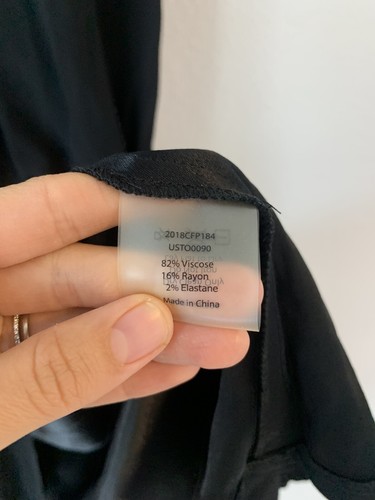 2018CFP184
USTO0090
82% Viscose
16% Rayon
2% Elastane
Made in China